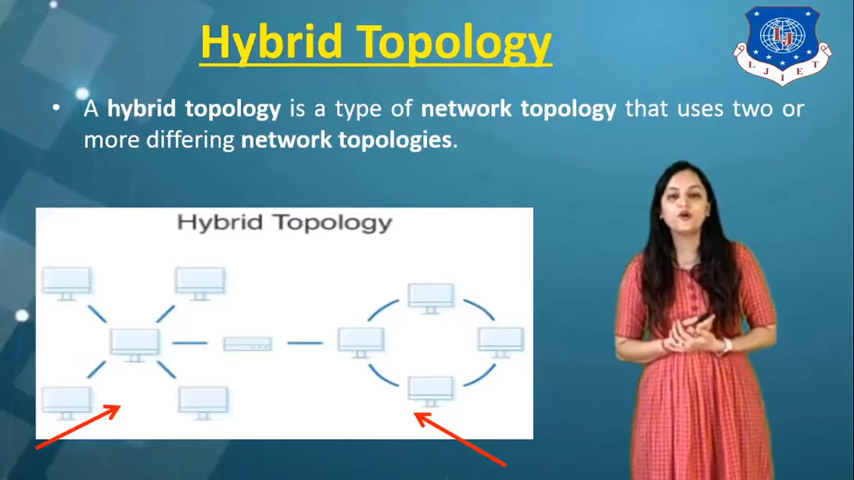 Hybrid Topology
L J I E T
• A hybrid topology is a type of network topology that uses two or
more differing network topologies.
Hybrid Topology